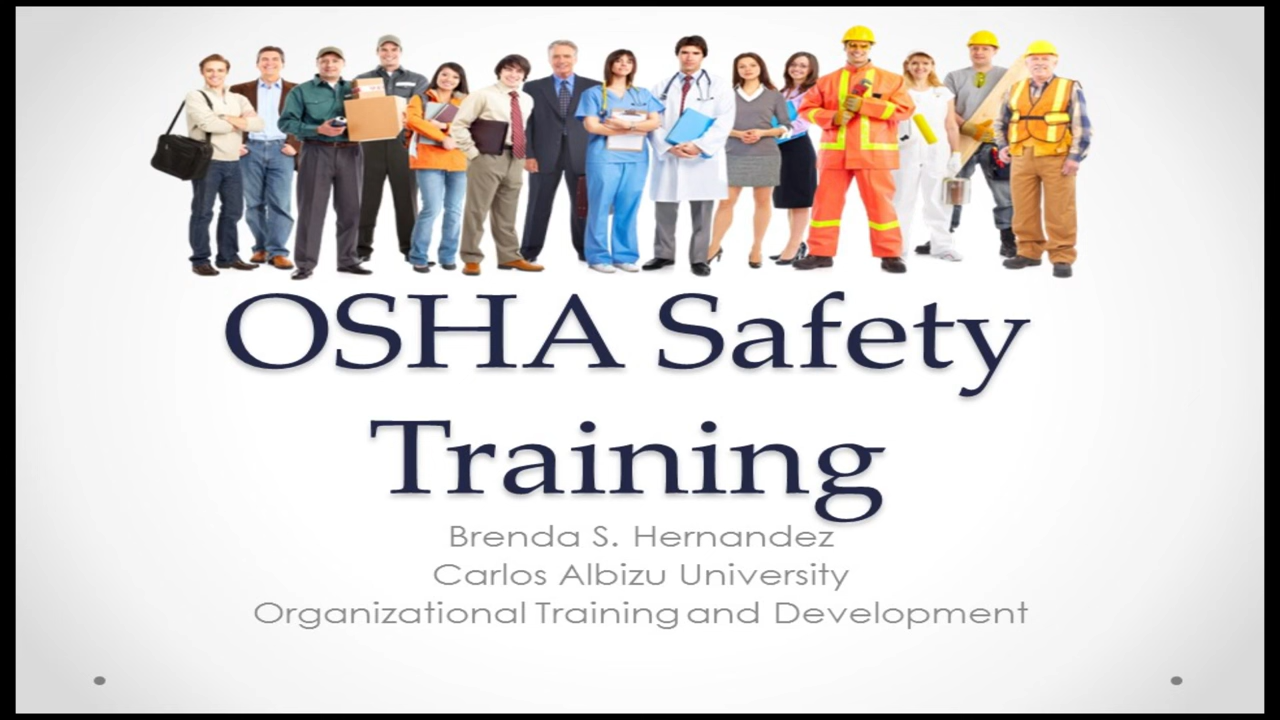 OSHA Safety
Training
Brenda S. Hernandez
Carlos Albizu University
Organizational Training and Development